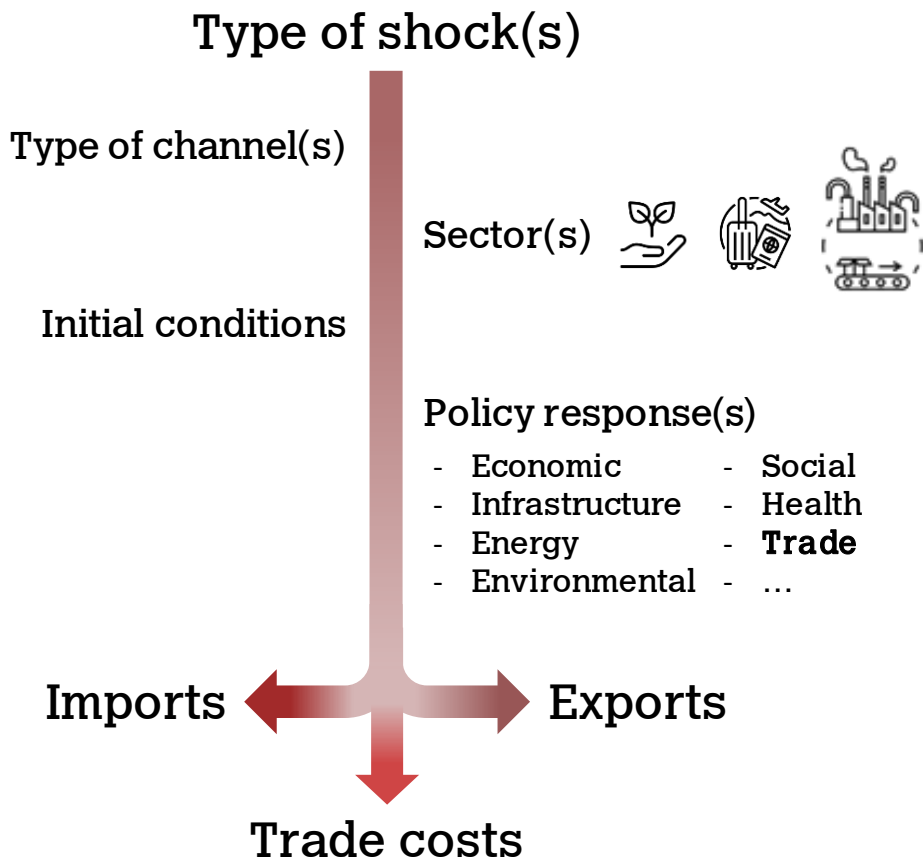 Type of shock(s)
Type of channel(s)
Sector(s)
Initial conditions
Policy response(s)
- Economic
- Infrastructure
- Energy
- Environmental
- Social
- Health
- Trade
- ...
Imports
Exports
Trade costs